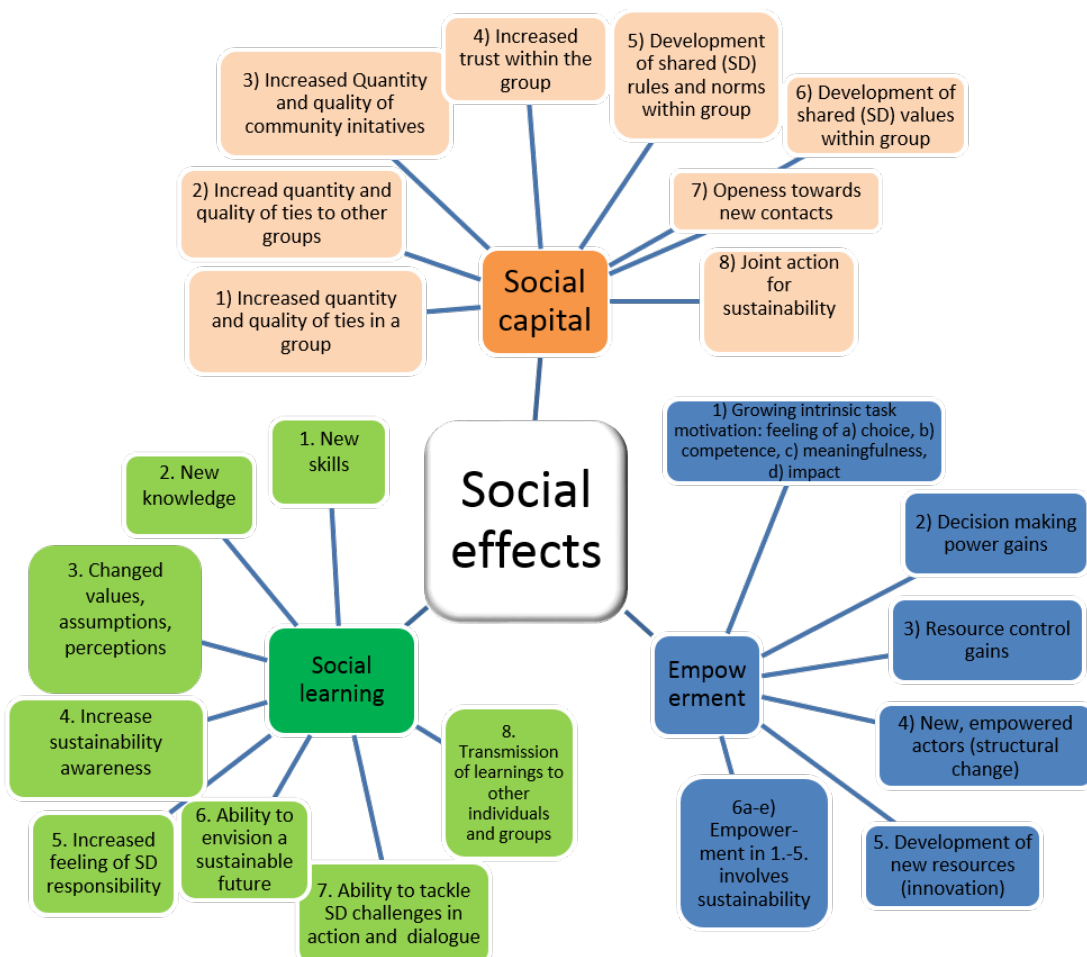 4) Increased
trust within the
group
5) Development
of shared (SD)
rules and norms
within group
3) Increased Quantity
and quality of
community initatives
6) Development of
shared (SD) values
within group
2) Incread quantity and
quality of ties to other
groups
7) Openess towards
new contacts
1) Increased quantity
and quality of ties in a
group
Social
capital
8) Joint action
for
sustainability
Social
effects
1. New
skills
2. New
knowledge
3. Changed
values,
assumptions,
perceptions
4. Increase
sustainability
awareness
5. Increased
feeling of SD
responsibility
6. Ability to
envision a
sustainable
future
7. Ability to tackle
SD challenges in
action and dialogue
8.
Transmission
of learnings to
other
individuals
and groups
Social
learning
1) Growing intrinsic task
motivation: feeling of a) choice, b)
competence, c) meaningfulness,
d) impact
2) Decision making
power gains
3) Resource control
gains
Empow
erment
4) New, empowered
actors (structural
change)
5. Development of
new resources
(innovation)
6a-e)
Empower-
ment in 1.-5.
involves
sustainability